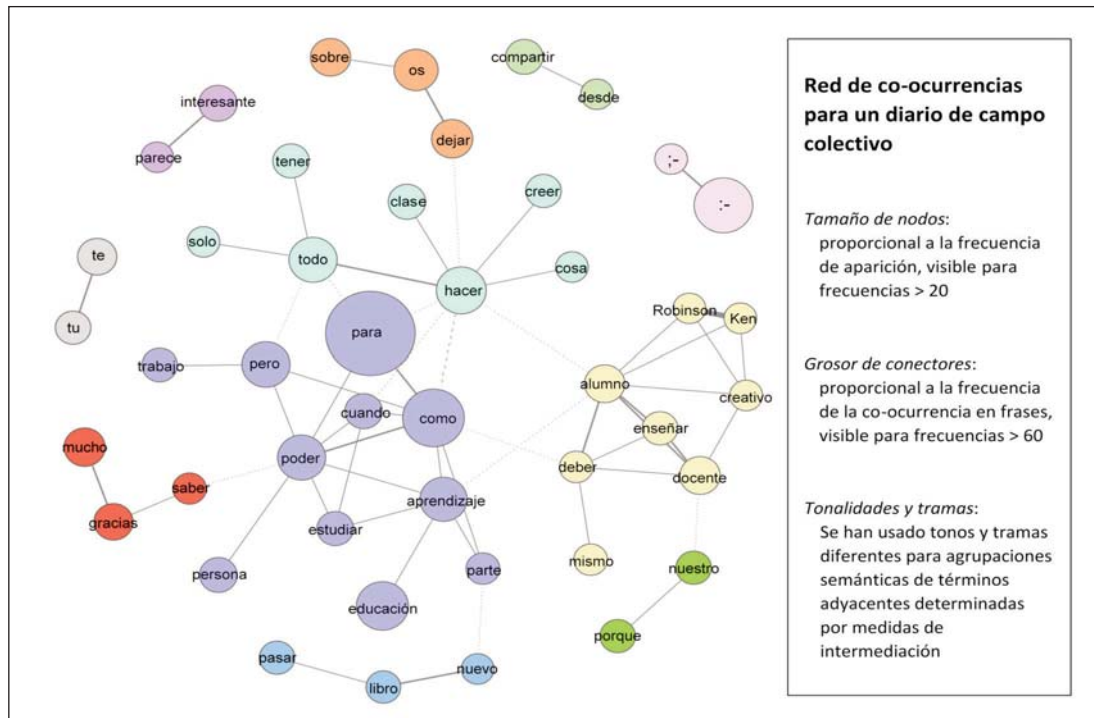 sobre
os
compartir
desde
interesante
parece
dejar
;-
:-
tener
clase
creer
solo
todo
cosa
te
hacer
tu
para
Robinson
Ken
trabajo
pero
alumno
creativo
cuando
como
enseñar
mucho
poder
deber
docente
saber
aprendizaje
gracias
estudiar
persona
parte
mismo
nuestro
educación
porque
pasar
nuevo
libro
Red de co-ocurrencias
para un diario de campo
colectivo
Tamaño de nodos:
proporcional a la frecuencia
de aparición, visible para
frecuencias > 20
Grosor de conectores:
proporcional a la frecuencia
de la co-ocurrencia en frases,
visible para frecuencias > 60
Tonalidades y tramas:
Se han usado tonos y tramas
diferentes para agrupaciones
semánticas de términos
adyacentes determinadas
por medidas de
intermediación